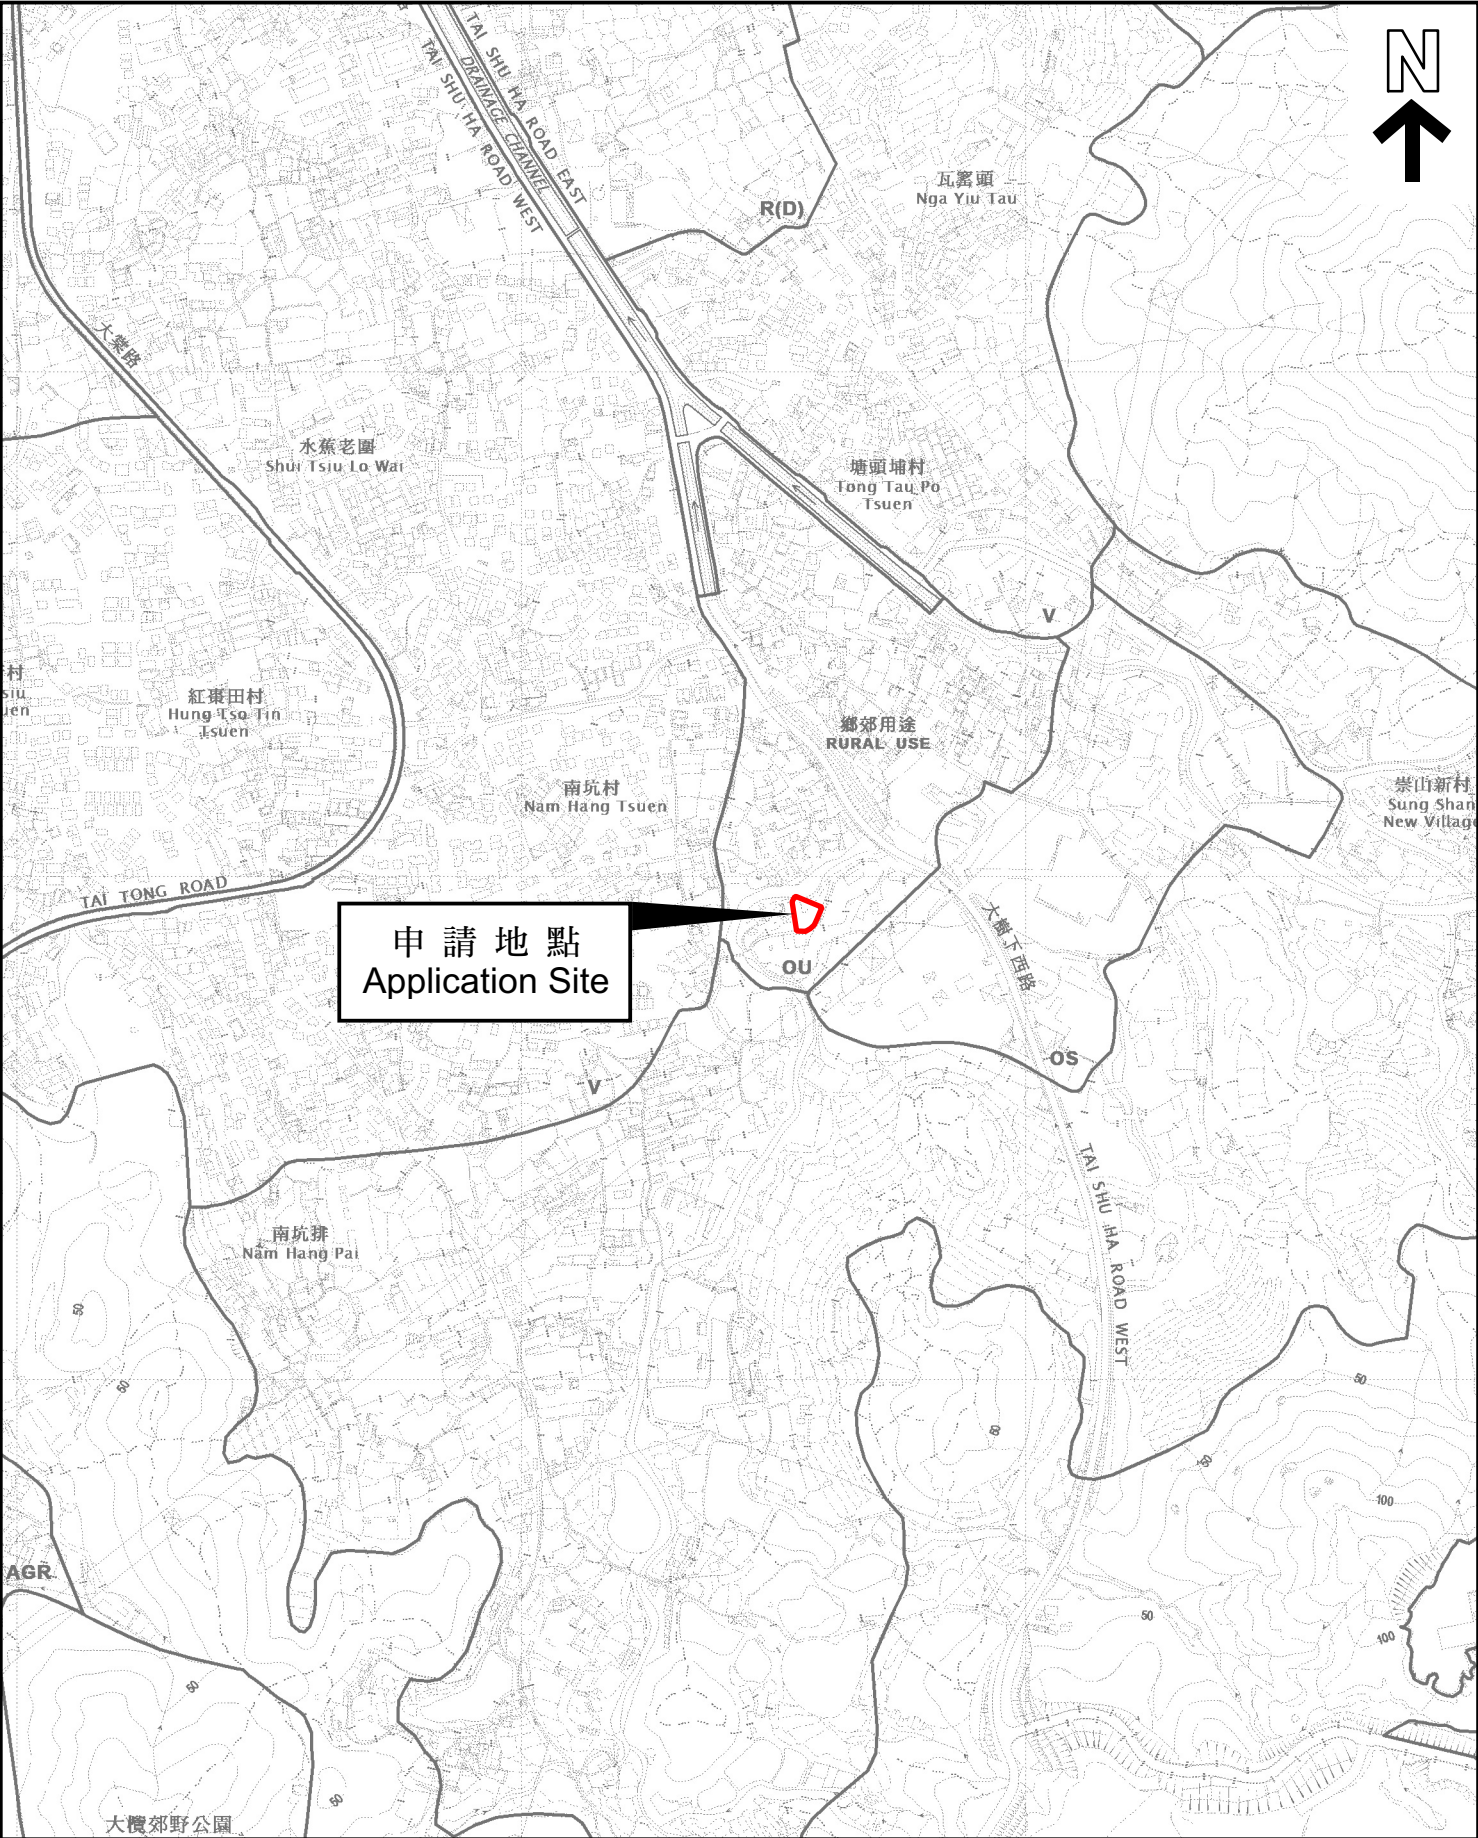 N
TAI SHU HA ROAD EAST
DRAINAGE CHANNEL
TAI SHU HA ROAD WEST
瓦窰頭
Nga Yiu Tau
R(D)
大棠路
水蕉老圍
Shui Tsiu Lo Wai
塘頭埔村
Tong Tau Po
Tsuen
V
村
siu
uen
紅棗田村
Hung Tso Tin
Tsuen
鄉郊用途
RURAL USE
南坑村
Nam Hang Tsuen
崇山新村
Sung Shan
New Village
TAI TONG ROAD
申請地點
Application Site
大樹下西路
OU
OS
V
TAI SHU HA ROAD WEST
南坑排
Nam Hang Pai
50
50
50
50
50
100
AGR
50
100
50
50
大欖郊野公園